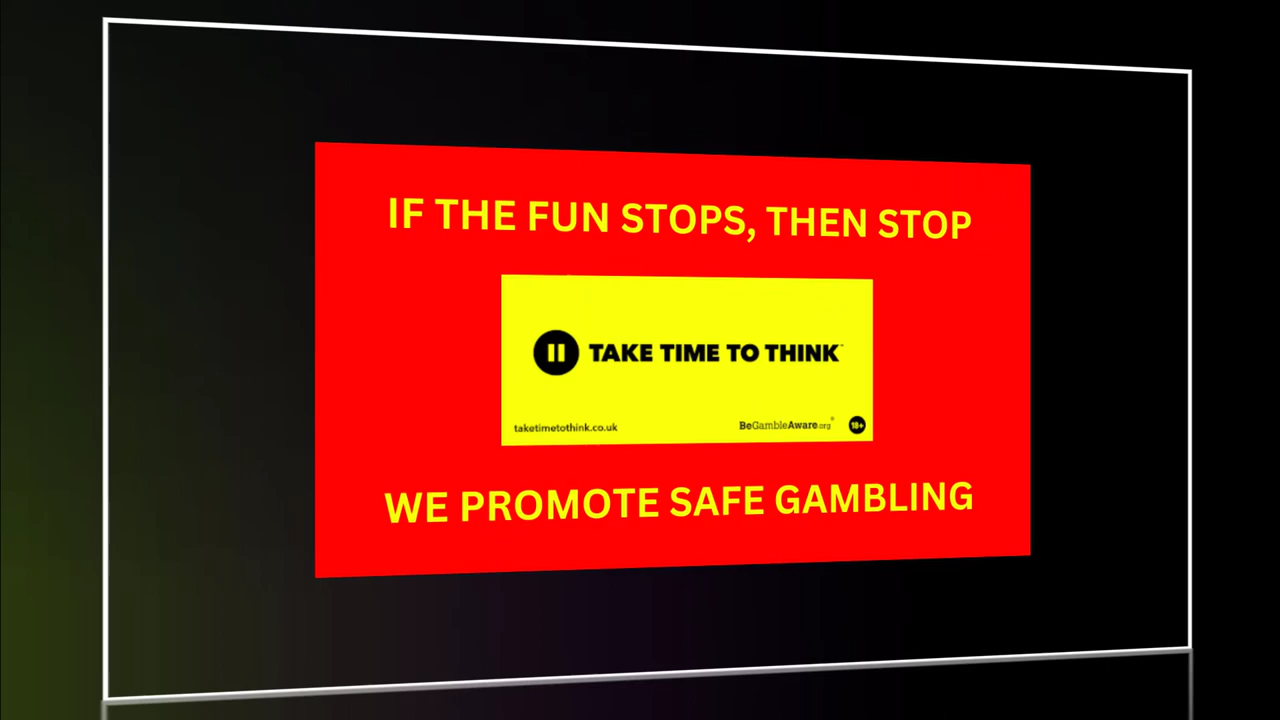 IF THE FUN STOPS, THEN STOP
TAKE TIME TO THINK™
taketimetothink.co.uk
BeGambleAware.org®
18+
WE PROMOTE SAFE GAMBLING